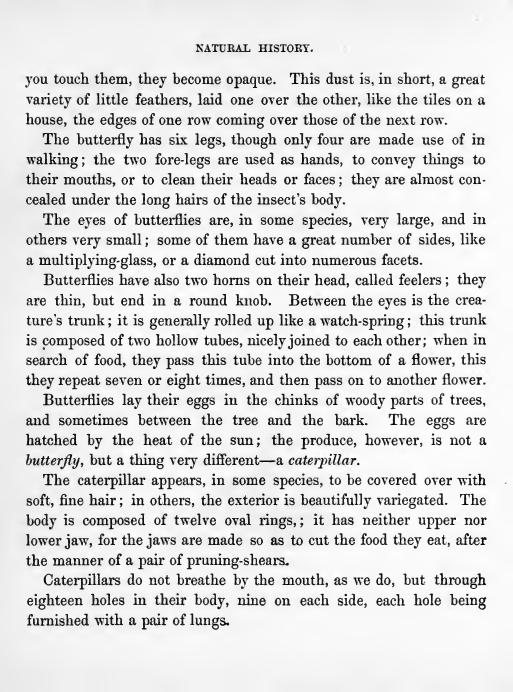 NATURAL HISTORY.
you touch them, they become opaque. This dust is, in short, a great
variety of little feathers, laid one over the other, like the tiles on a
house, the edges of one row coming over those of the next row.
The butterfly has six legs, though only four are made use of in
walking; the two fore-legs are used as hands, to convey things to
their mouths, or to clean their heads or faces; they are almost con-
cealed under the long hairs of the insect's body.
The eyes of butterflies are, in some species, very large, and in
others very small; some of them have a great number of sides, like
a multiplying-glass, or a diamond cut into numerous facets.
Butterflies have also two horns on their head, called feelers; they
are thin, but end in a round knob. Between the eyes is the crea-
ture's trunk; it is generally rolled up like a watch-spring; this trunk
is composed of two hollow tubes, nicely joined to each other; when in
search of food, they pass this tube into the bottom of a flower, this
they repeat seven or eight times, and then pass on to another flower.
Butterflies lay their eggs in the chinks of woody parts of trees,
and sometimes between the tree and the bark. The eggs are
hatched by the heat of the sun; the produce, however, is not a
butterfly, but a thing very different—a caterpillar.
The caterpillar appears, in some species, to be covered over with
soft, fine hair; in others, the exterior is beautifully variegated. The
body is composed of twelve oval rings,; it has neither upper nor
lower jaw, for the jaws are made so as to cut the food they eat, after
the manner of a pair of pruning-shears.
Caterpillars do not breathe by the mouth, as we do, but through
eighteen holes in their body, nine on each side, each hole being
furnished with a pair of lungs.